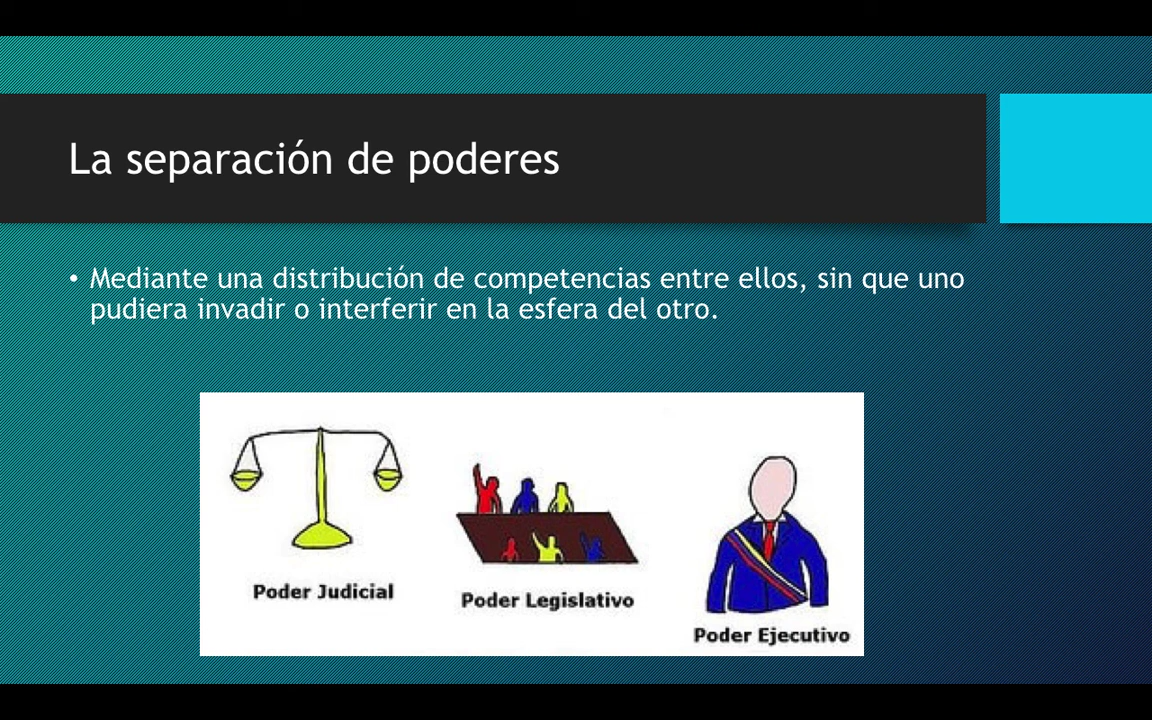 La separación de poderes
• Mediante una distribución de competencias entre ellos, sin que uno
pudiera invadir o interferir en la esfera del otro.
Poder Judicial
Poder Legislativo
Poder Ejecutivo